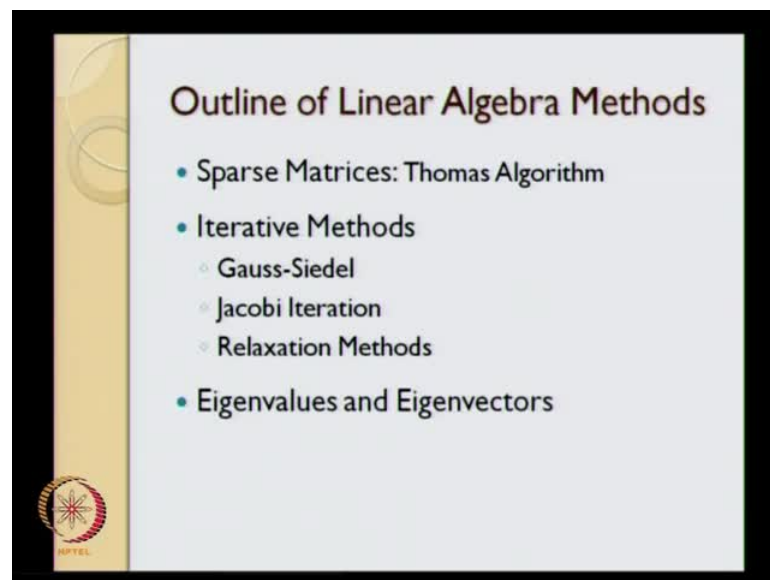 Outline of Linear Algebra Methods
Sparse Matrices: Thomas Algorithm
Iterative Methods
Gauss-Siedel
Jacobi Iteration
Relaxation Methods
Eigenvalues and Eigenvectors
NPTEL